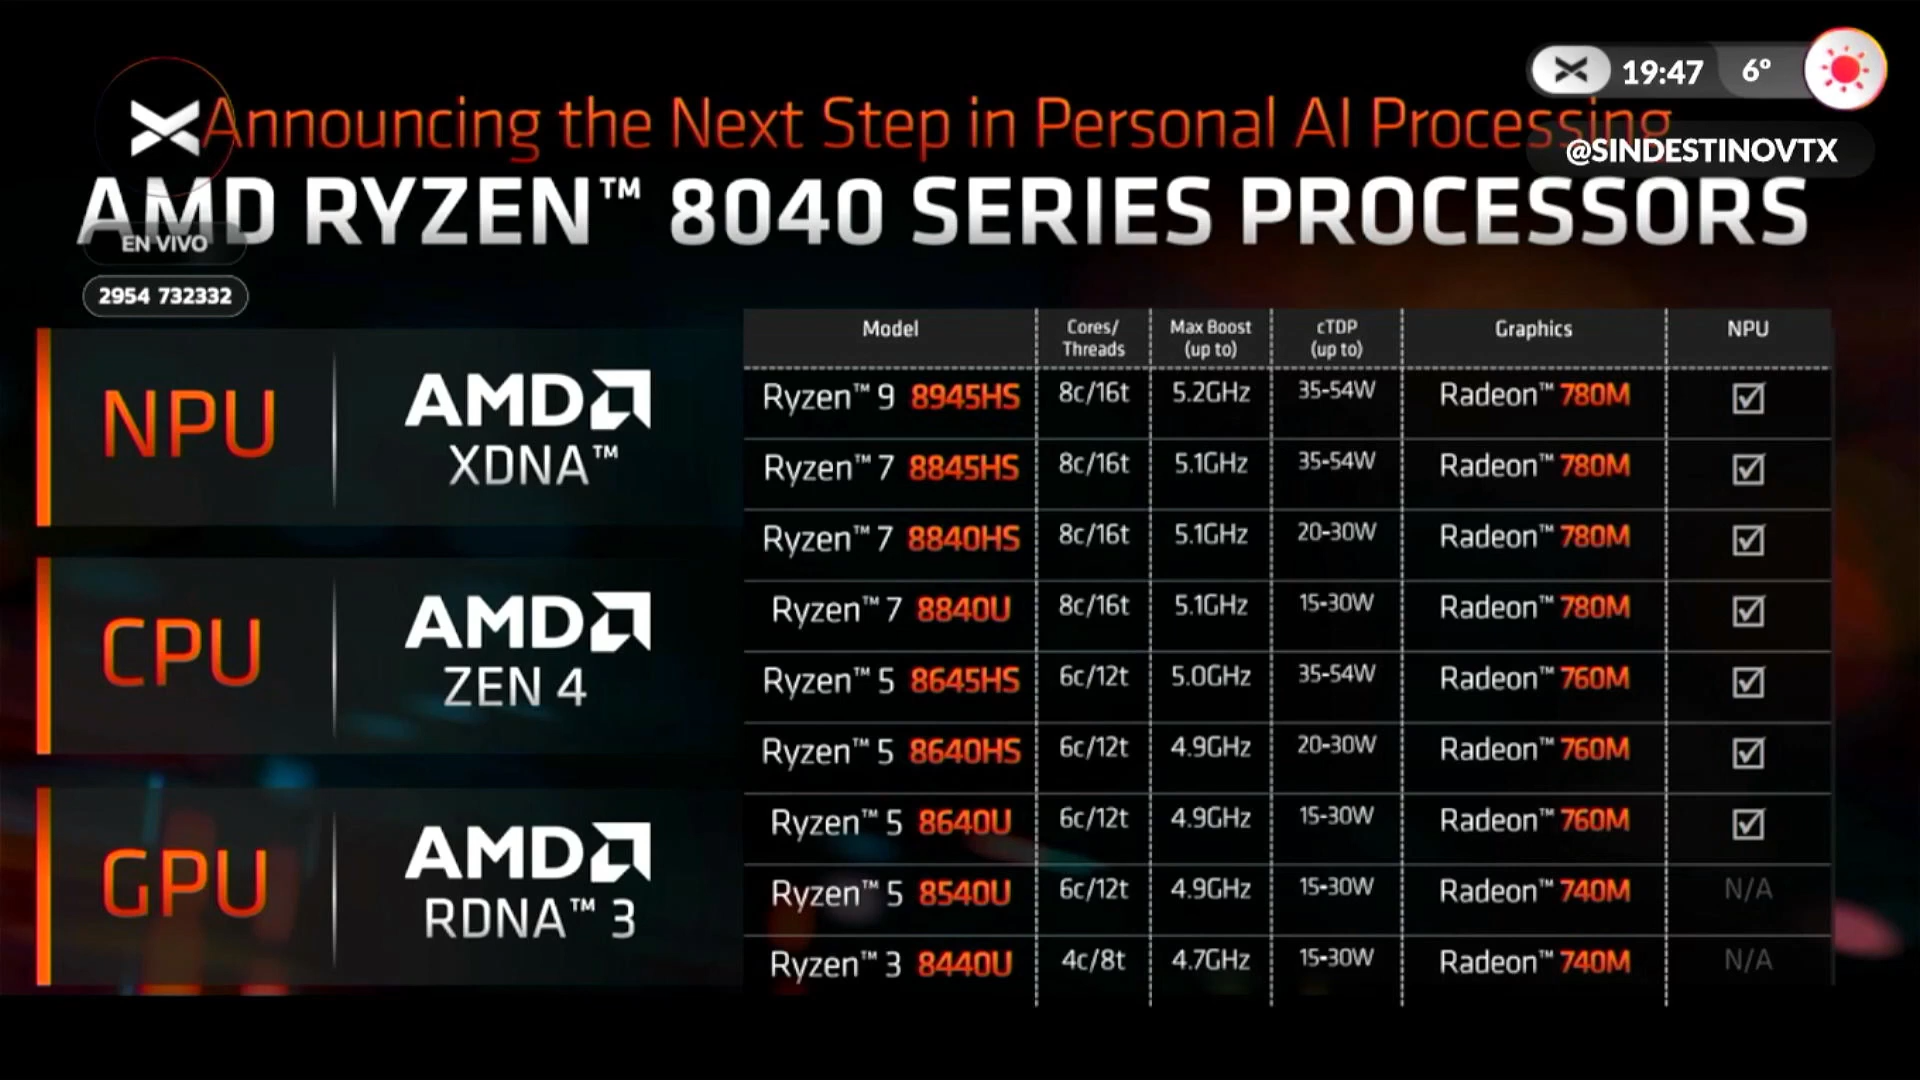 19:47 6°
Announcing the Next Step in Personal AI Processing
@SINDESTINOVTX
AMD RYZEN™ 8040 SERIES PROCESSORS
EN VIVO
2954 732332
NPU
AMD
XDNA™
CPU
AMD
ZEN 4
GPU
AMD
RDNA™ 3
Model Cores/ Threads Max Boost (up to) cTDP (up to) Graphics NPU
Ryzen™ 9 8945HS 8c/16t 5.2GHz 35-54W Radeon™ 780M
Ryzen™ 7 8845HS 8c/16t 5.1GHz 35-54W Radeon™ 780M
Ryzen™ 7 8840HS 8c/16t 5.1GHz 20-30W Radeon™ 780M
Ryzen™ 7 8840U 8c/16t 5.1GHz 15-30W Radeon™ 780M
Ryzen™ 5 8645HS 6c/12t 5.0GHz 35-54W Radeon™ 760M
Ryzen™ 5 8640HS 6c/12t 4.9GHz 20-30W Radeon™ 760M
Ryzen™ 5 8640U 6c/12t 4.9GHz 15-30W Radeon™ 760M
Ryzen™ 5 8540U 6c/12t 4.9GHz 15-30W Radeon™ 740M N/A
Ryzen™ 3 8440U 4c/8t 4.7GHz 15-30W Radeon™ 740M N/A